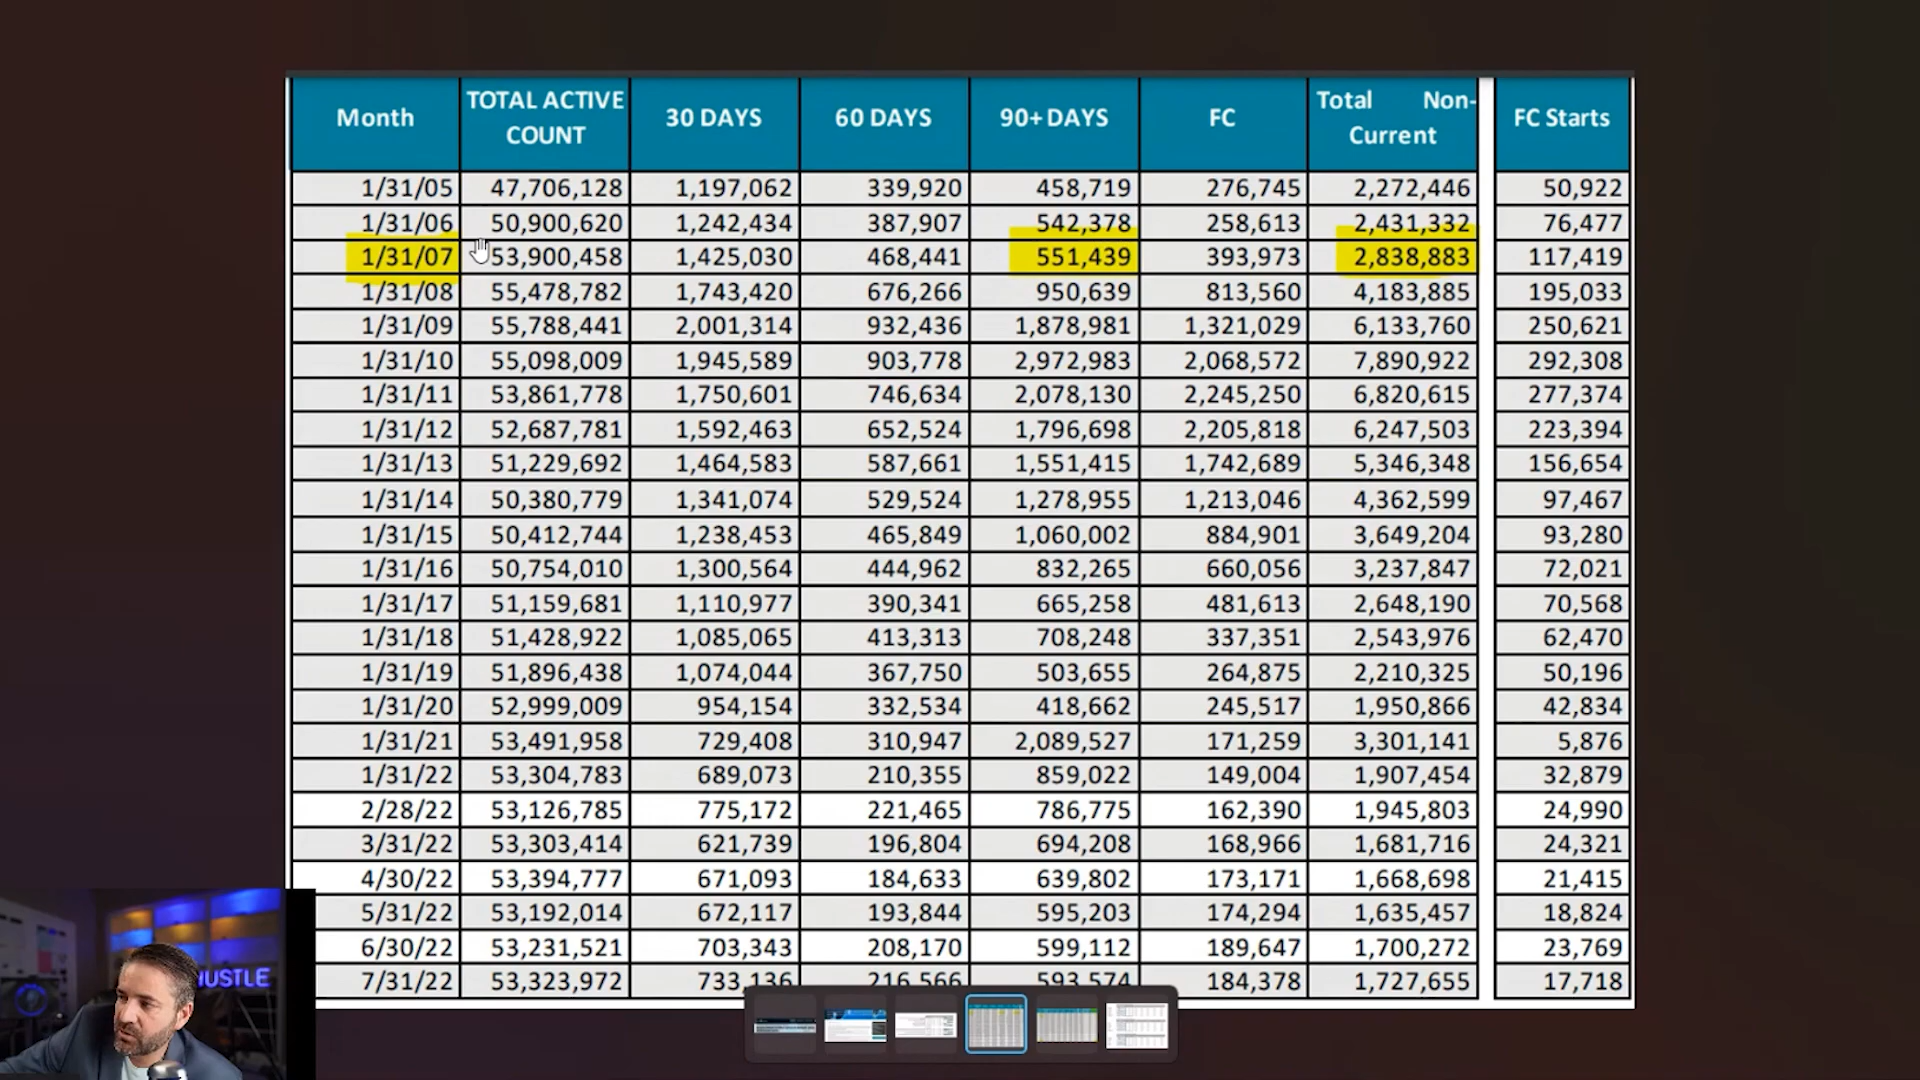 Month TOTAL ACTIVE COUNT 30 DAYS 60 DAYS 90+ DAYS FC Total Non-Current FC Starts
1/31/05 47,706,128 1,197,062 339,920 458,719 276,745 2,272,446 50,922
1/31/06 50,900,620 1,242,434 387,907 542,378 258,613 2,431,332 76,477
1/31/07 53,900,458 1,425,030 468,441 551,439 393,973 2,838,883 117,419
1/31/08 55,478,782 1,743,420 676,266 950,639 813,560 4,183,885 195,033
1/31/09 55,788,441 2,001,314 932,436 1,878,981 1,321,029 6,133,760 250,621
1/31/10 55,098,009 1,945,589 903,778 2,972,983 2,068,572 7,890,922 292,308
1/31/11 53,861,778 1,750,601 746,634 2,078,130 2,245,250 6,820,615 277,374
1/31/12 52,687,781 1,592,463 652,524 1,796,698 2,205,818 6,247,503 223,394
1/31/13 51,229,692 1,464,583 587,661 1,551,415 1,742,689 5,346,348 156,654
1/31/14 50,380,779 1,341,074 529,524 1,278,955 1,213,046 4,362,599 97,467
1/31/15 50,412,744 1,238,453 465,849 1,060,002 884,901 3,649,204 93,280
1/31/16 50,754,010 1,300,564 444,962 832,265 660,056 3,237,847 72,021
1/31/17 51,159,681 1,110,977 390,341 665,258 481,613 2,648,190 70,568
1/31/18 51,428,922 1,085,065 413,313 708,248 337,351 2,543,976 62,470
1/31/19 51,896,438 1,074,044 367,750 503,655 264,875 2,210,325 50,196
1/31/20 52,999,009 954,154 332,534 418,662 245,517 1,950,866 42,834
1/31/21 53,491,958 729,408 310,947 2,089,527 171,259 3,301,141 5,876
1/31/22 53,304,783 689,073 210,355 859,022 149,004 1,907,454 32,879
2/28/22 53,126,785 775,172 221,465 786,775 162,390 1,945,803 24,990
3/31/22 53,303,414 621,739 196,804 694,208 168,966 1,681,716 24,321
4/30/22 53,394,777 671,093 184,633 639,802 173,171 1,668,698 21,415
5/31/22 53,192,014 672,117 193,844 595,203 174,294 1,635,457 18,824
6/30/22 53,231,521 703,343 208,170 599,112 189,647 1,700,272 23,769
7/31/22 53,323,972 733,136 216,566 593,574 184,378 1,727,655 17,718
USTLE